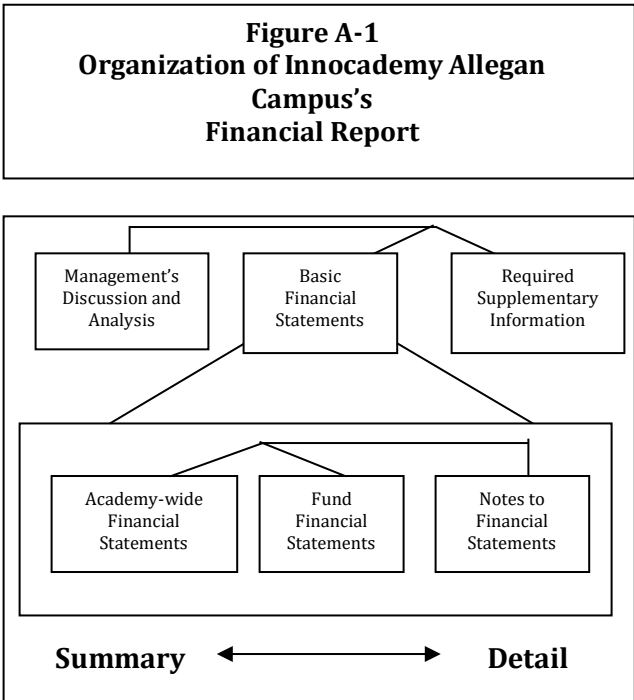 Figure A-1
Organization of Innocademy Allegan
Campus's
Financial Report
Management's
Discussion and
Analysis
Basic
Financial
Statements
Required
Supplementary
Information
Academy-wide
Financial
Statements
Fund
Financial
Statements
Notes to
Financial
Statements
Summary
Detail